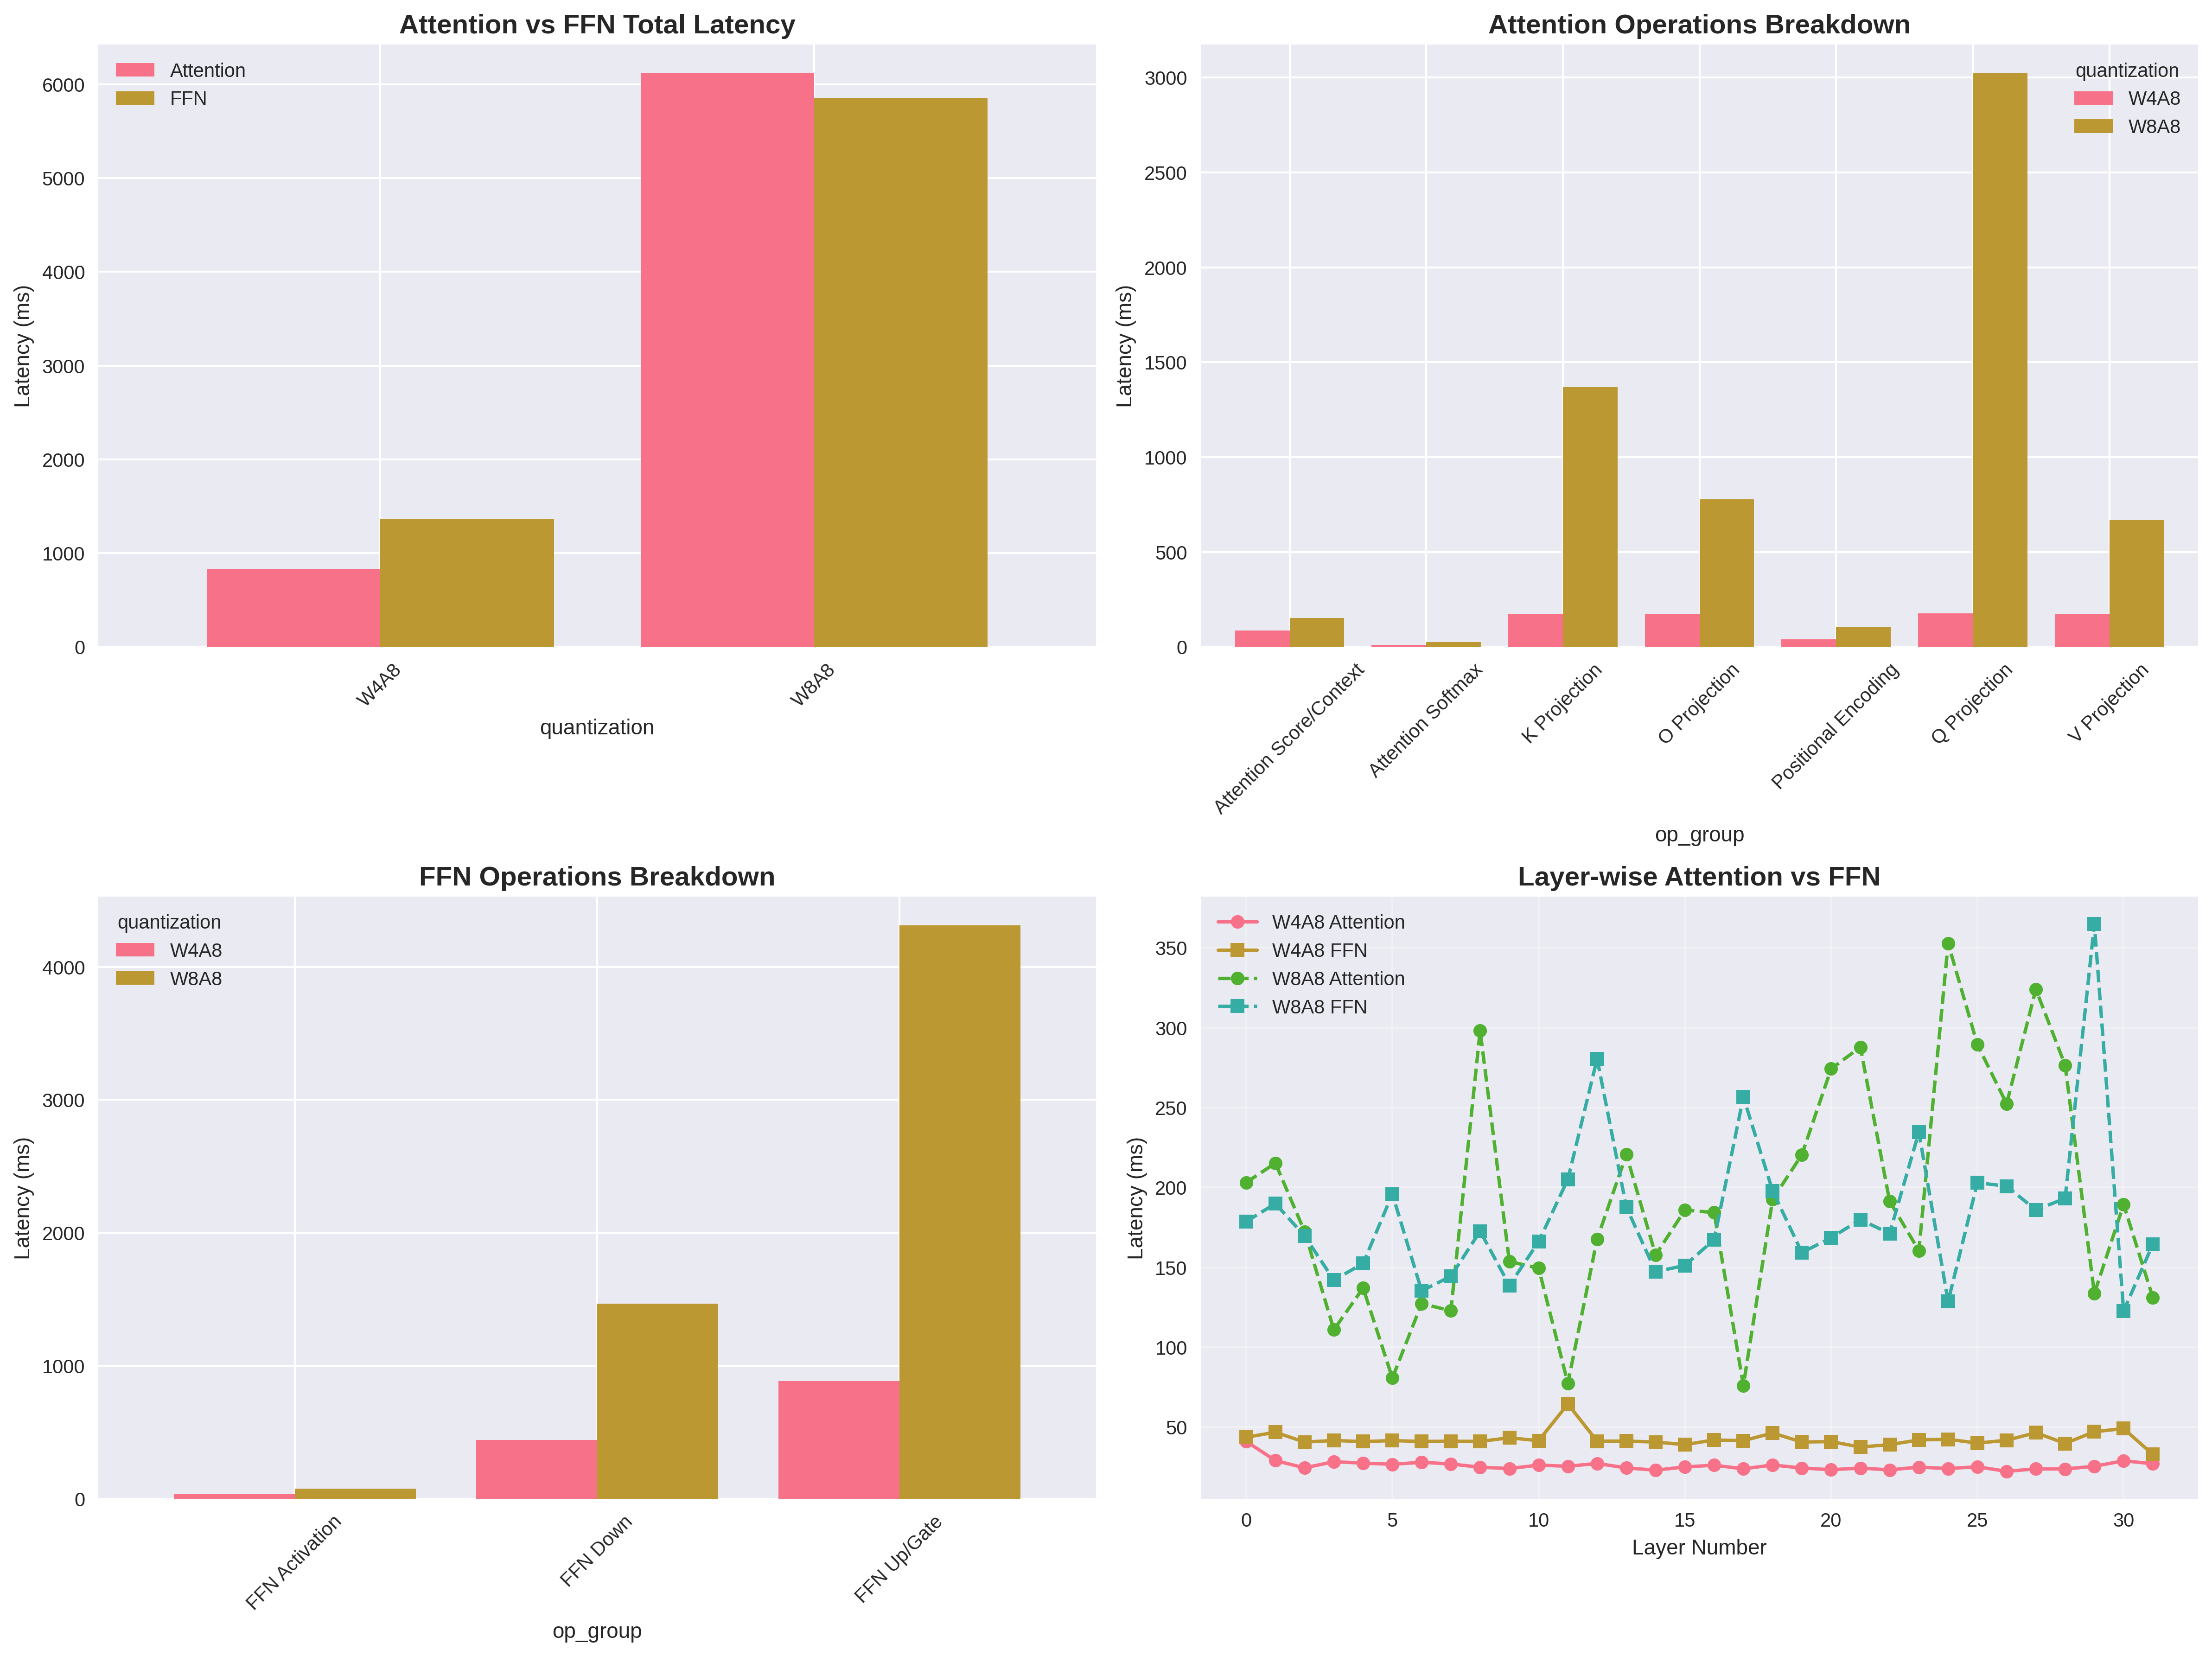 Attention vs FFN Total Latency
Attention
FFN
6000
5000
4000
3000
2000
1000
0
Latency (ms)
W4A8
W8A8
quantization
Attention Operations Breakdown
quantization
W4A8
W8A8
3000
2500
2000
1500
1000
500
0
Latency (ms)
Attention Score/Context
Attention Softmax
K Projection
O Projection
Positional Encoding
Q Projection
V Projection
op_group
FFN Operations Breakdown
quantization
W4A8
W8A8
4000
3000
2000
1000
0
Latency (ms)
FFN Activation
FFN Down
FFN Up/Gate
op_group
Layer-wise Attention vs FFN
W4A8 Attention
W4A8 FFN
W8A8 Attention
W8A8 FFN
350
300
250
200
150
100
50
Latency (ms)
0
5
10
15
20
25
30
Layer Number